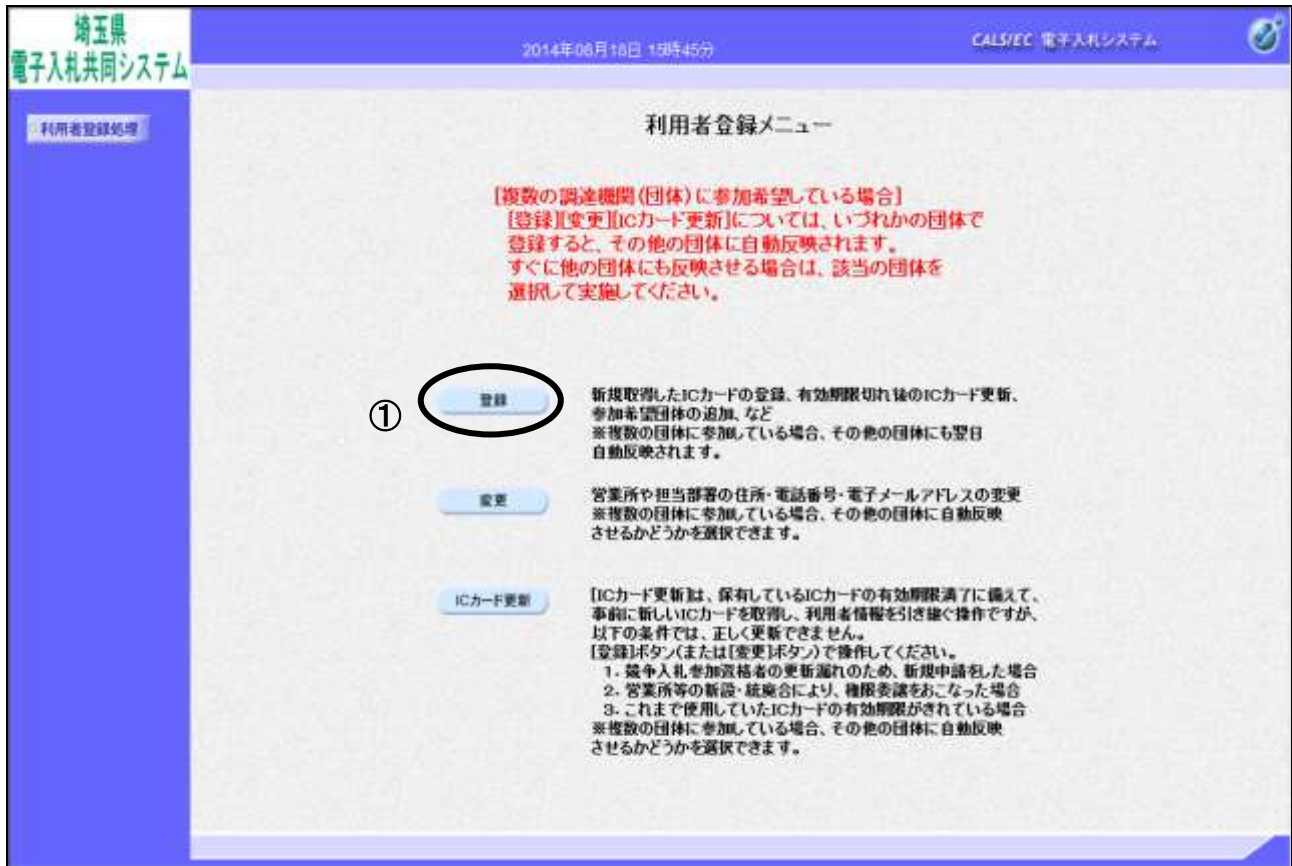 埼玉県
電子入札共同システム
2014年06月18日 15時45分
CALS/EC 電子入札システム
利用者登録処理
利用者登録メニュー
[複数の調達機関(団体)に参加希望している場合]
[登録][変更][ICカード更新]については、いづれかの団体で
登録すると、その他の団体に自動反映されます。
すぐに他の団体にも反映させる場合は、該当の団体を
選択して実施してください。
①
登録
新規取得したICカードの登録、有効期限切れ後のICカード更新、
参加希望団体の追加、など
※複数の団体に参加している場合、その他の団体にも翌日
自動反映されます。
変更
営業所や担当部署の住所・電話番号・電子メールアドレスの変更
※複数の団体に参加している場合、その他の団体に自動反映
させるかどうかを選択できます。
ICカード更新
[ICカード更新]は、保有しているICカードの有効期限満了に備えて、
事前に新しいICカードを取得し、利用者情報を引き継ぐ操作ですが、
以下の条件では、正しく更新できません。
[登録]ボタン(または[変更]ボタン)で操作してください。
1. 競争入札参加資格者の更新漏れのため、新規申請をした場合
2. 営業所等の新設・統廃合により、権限委譲をおこなった場合
3. これまで使用していたICカードの有効期限がきれている場合
※複数の団体に参加している場合、その他の団体に自動反映
させるかどうかを選択できます。